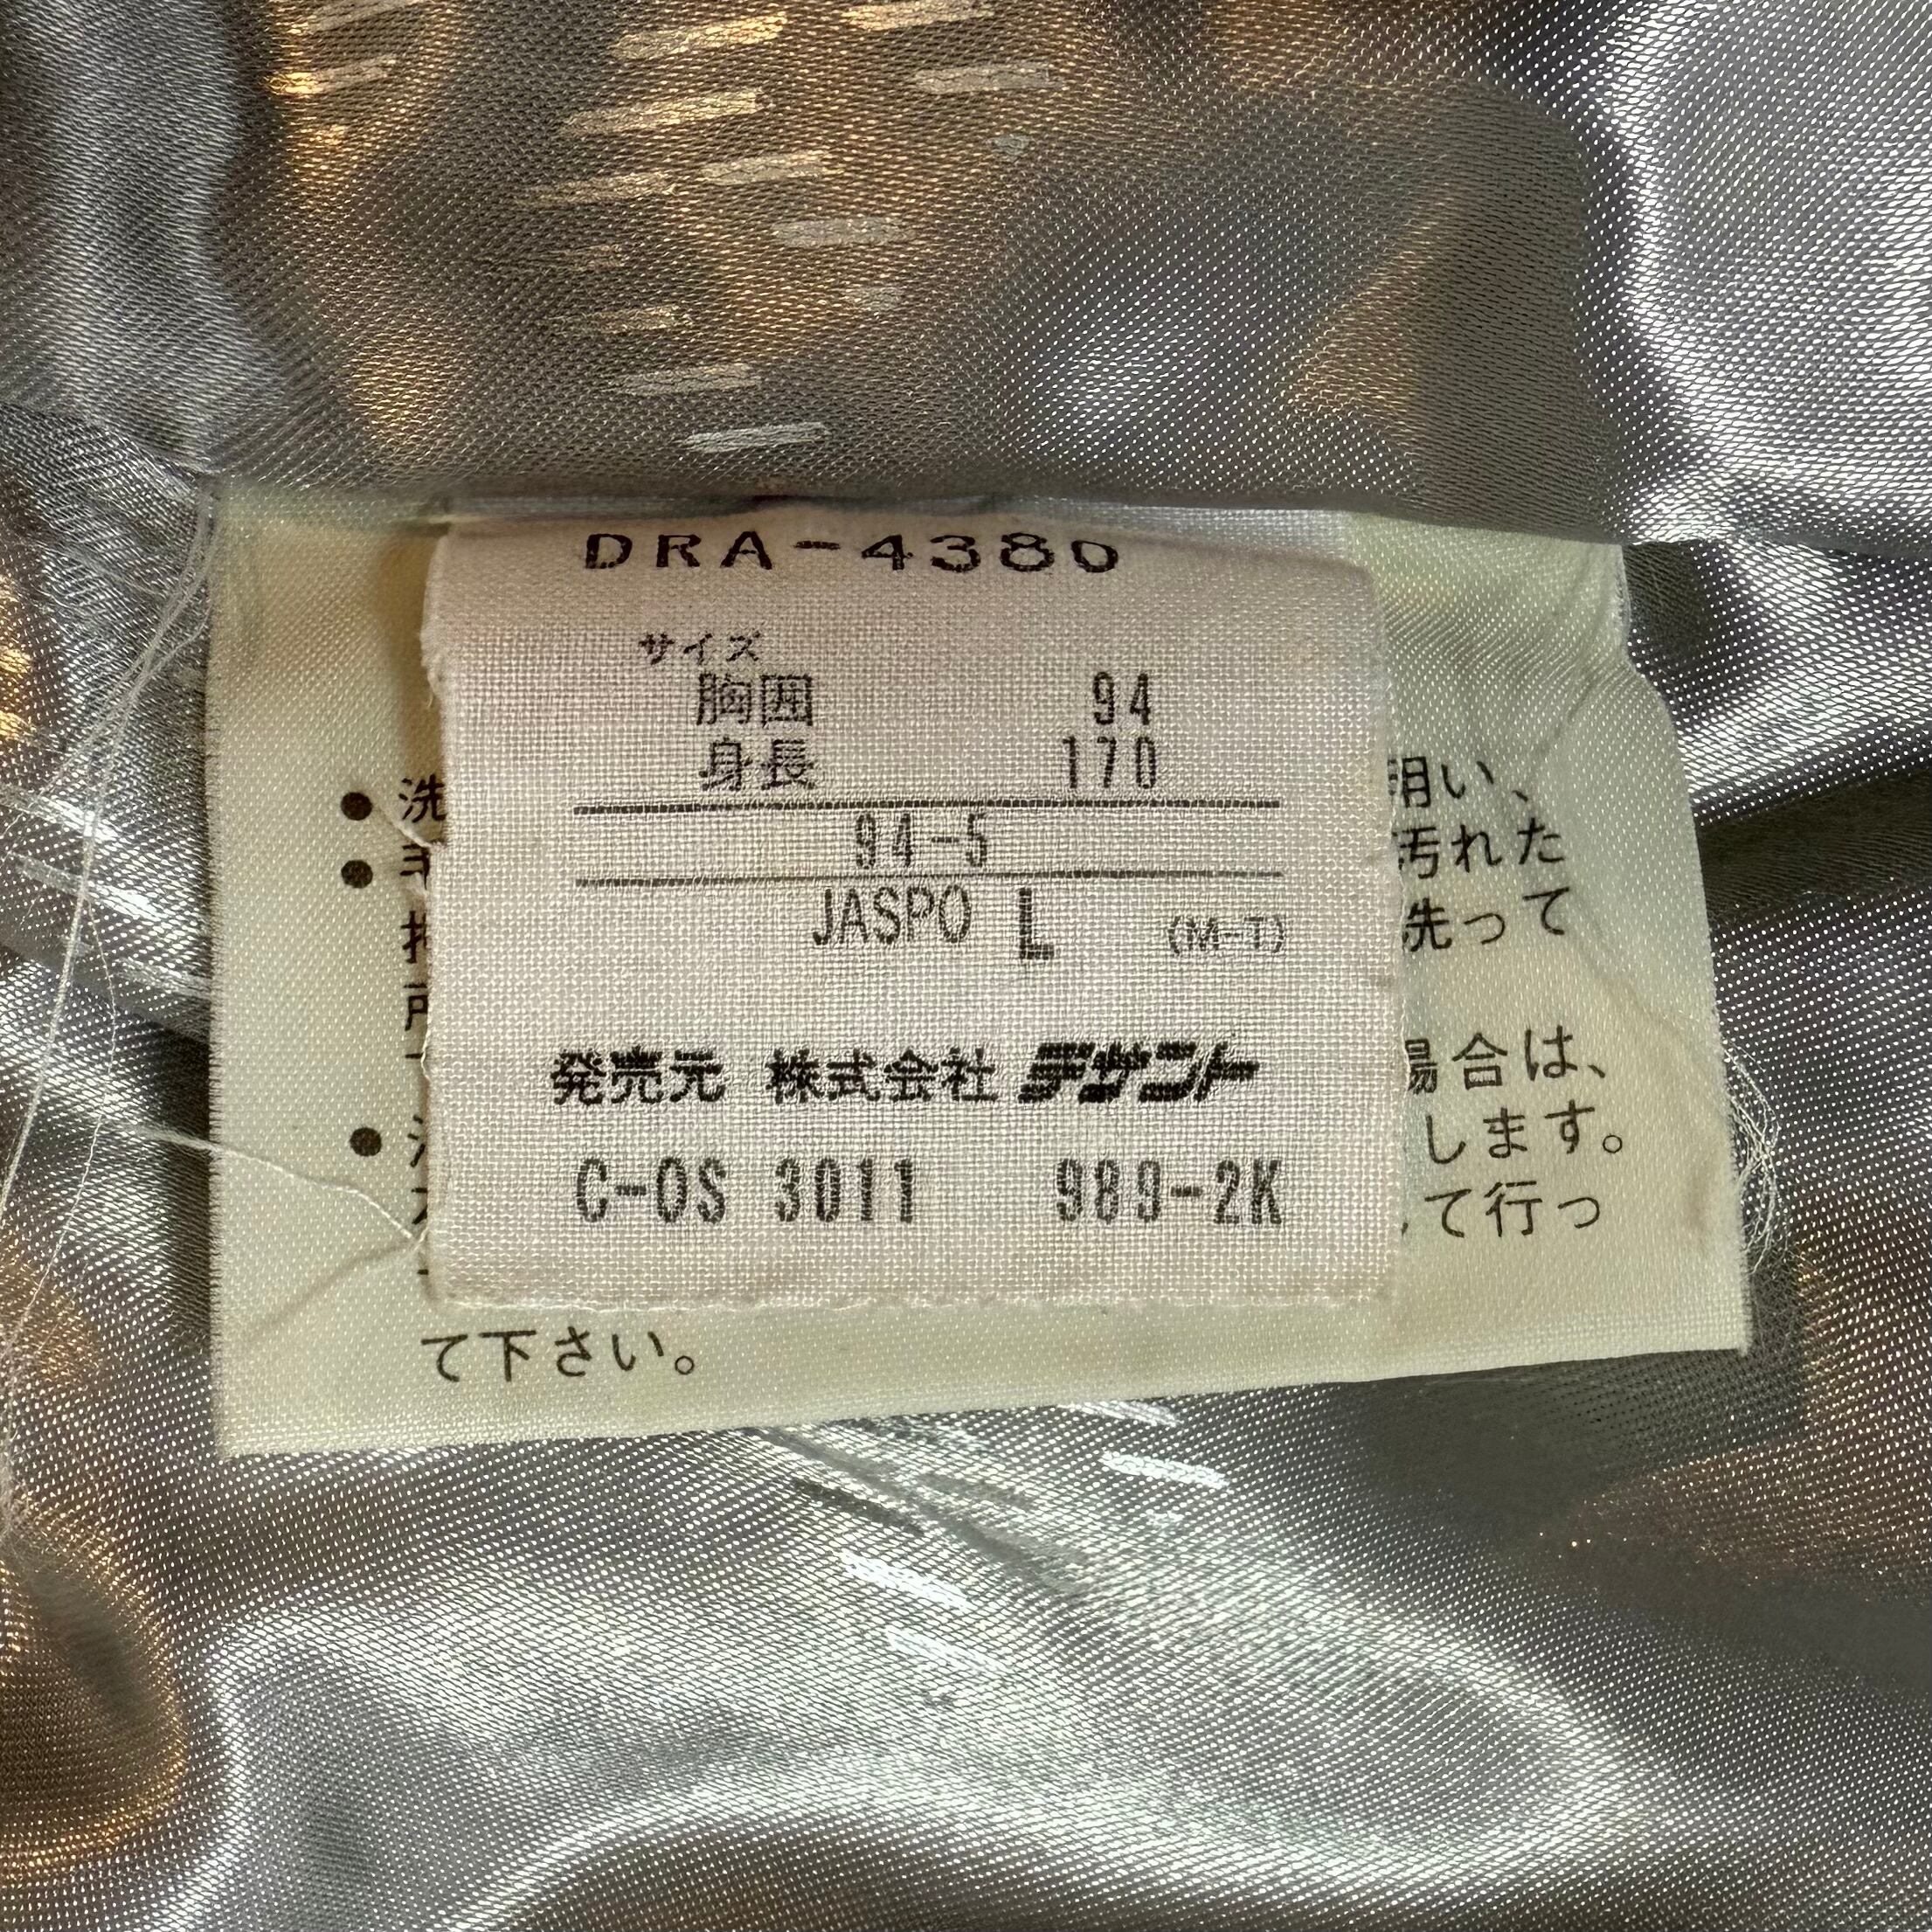 DRA-4380
サイズ
胸囲 94
身長 170
94-5
JASPO L (M-T)
発売元 株式会社 デサント
C-OS 3011 989-2K
● 洗
用い、
●
汚れた
洗って
場合は、
●
します。
て行っ
て下さい。